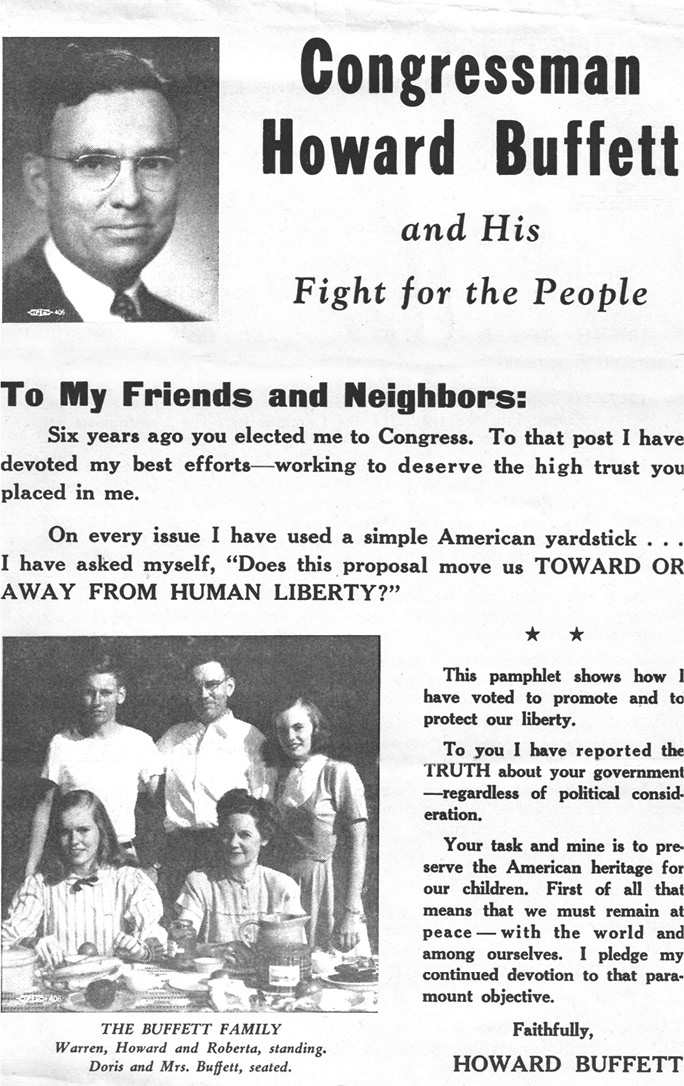 Congressman
Howard Buffett
and His
Fight for the People
To My Friends and Neighbors:
Six years ago you elected me to Congress. To that post I have
devoted my best efforts—working to deserve the high trust you
placed in me.
On every issue I have used a simple American yardstick . . .
I have asked myself, “Does this proposal move us TOWARD OR
AWAY FROM HUMAN LIBERTY?”
★ ★
This pamphlet shows how I
have voted to promote and to
protect our liberty.
To you I have reported the
TRUTH about your government
—regardless of political consid-
eration.
Your task and mine is to pre-
serve the American heritage for
our children. First of all that
means that we must remain at
peace — with the world and
among ourselves. I pledge my
continued devotion to that para-
mount objective.
Faithfully,
HOWARD BUFFETT
THE BUFFETT FAMILY
Warren, Howard and Roberta, standing.
Doris and Mrs. Buffett, seated.